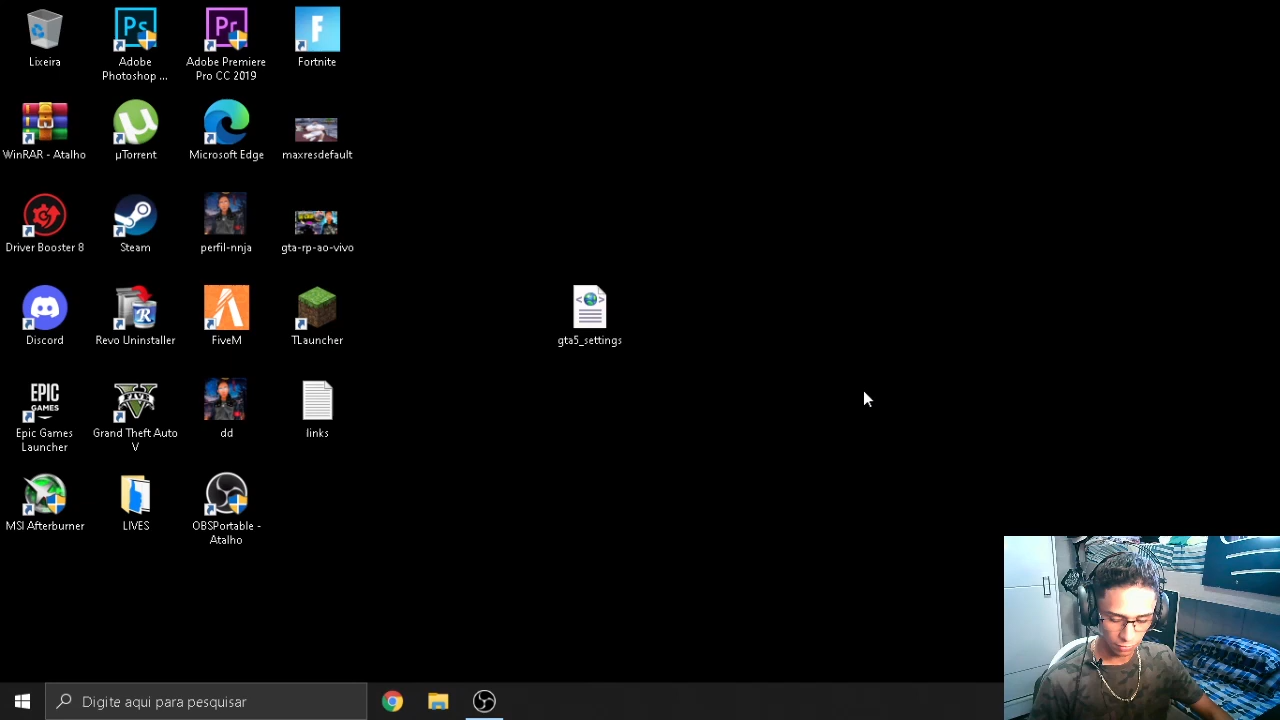 Lixeira
Adobe
Photoshop ...
Adobe Premiere
Pro CC 2019
Fortnite
WinRAR - Atalho
µTorrent
Microsoft Edge
maxresdefault
Driver Booster 8
Steam
perfil-nnja
gta-rp-ao-vivo
Discord
Revo Uninstaller
FiveM
TLauncher
gta5_settings
EPIC
GAMES
Epic Games
Launcher
Grand Theft Auto
V
dd
links
MSI Afterburner
LIVES
OBSPortable -
Atalho
Digite aqui para pesquisar